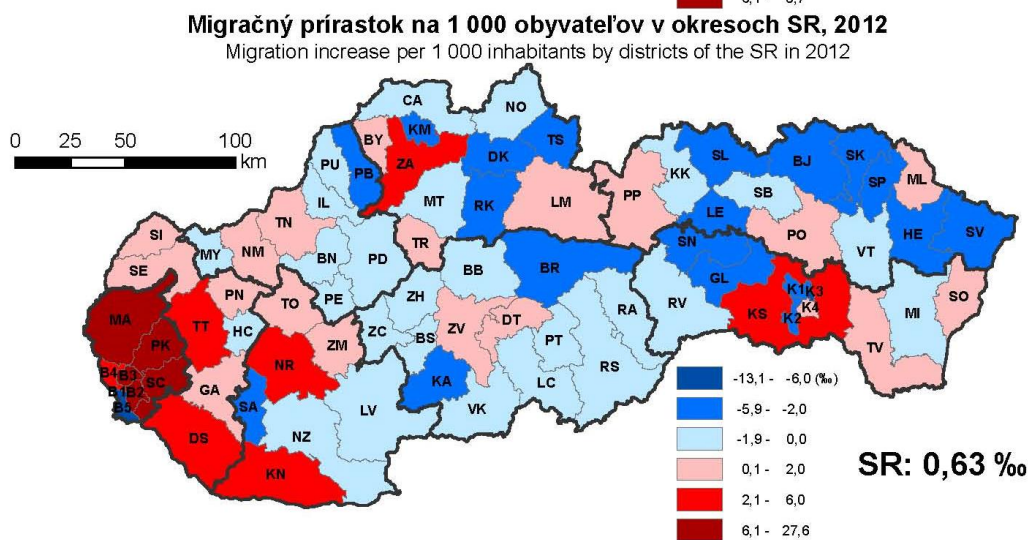 Migračný prírastok na 1 000 obyvateľov v okresoch SR, 2012
Migration increase per 1 000 inhabitants by districts of the SR in 2012
0 25 50 100
km
CA NO
BY KM TS
PU PB ZA DK SL BJ SK
KK SP ML
IL MT RK LM PP SB
TN LE
SI TR PO HE SV
MY NM SN VT
SE BN PD BB BR GL
PN TO PE ZH K1 K3 SO
MA TT RA RV K4 MI
HC ZC BS ZV DT KS K2
PK ZM PT TV
B4 B3 NR
B1 B2 SC GA KA LC RS
B5 SA LV VK
DS NZ
KN
-13,1 - -6,0 (‰)
-5,9 - -2,0
-1,9 - 0,0
0,1 - 2,0
2,1 - 6,0
6,1 - 27,6
SR: 0,63 ‰